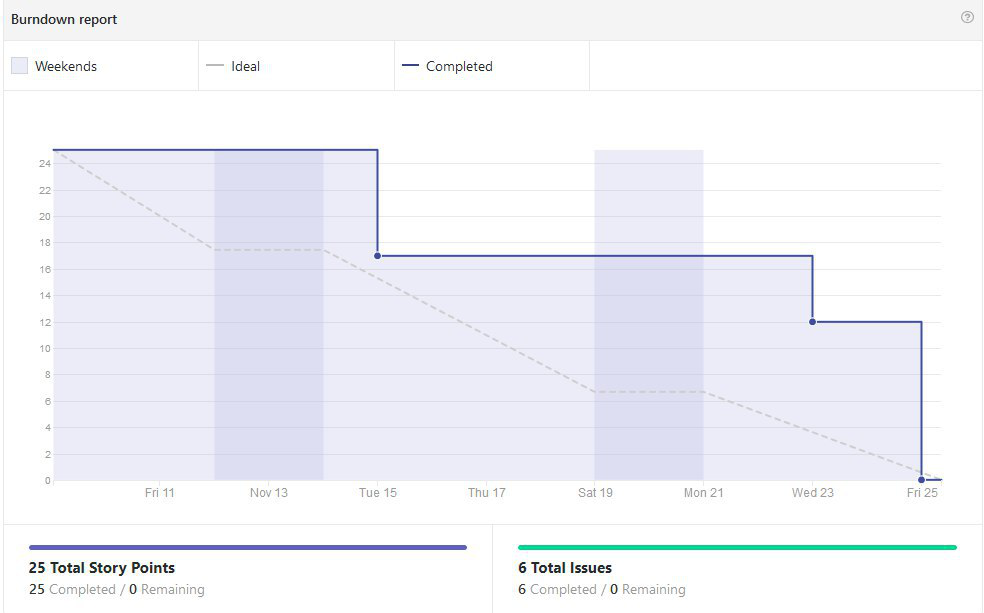 Burndown report
?
Weekends
Ideal
Completed
24
22
20
18
16
14
12
10
8
6
4
2
0
Fri 11 Nov 13 Tue 15 Thu 17 Sat 19 Mon 21 Wed 23 Fri 25
25 Total Story Points
25 Completed / 0 Remaining
6 Total Issues
6 Completed / 0 Remaining